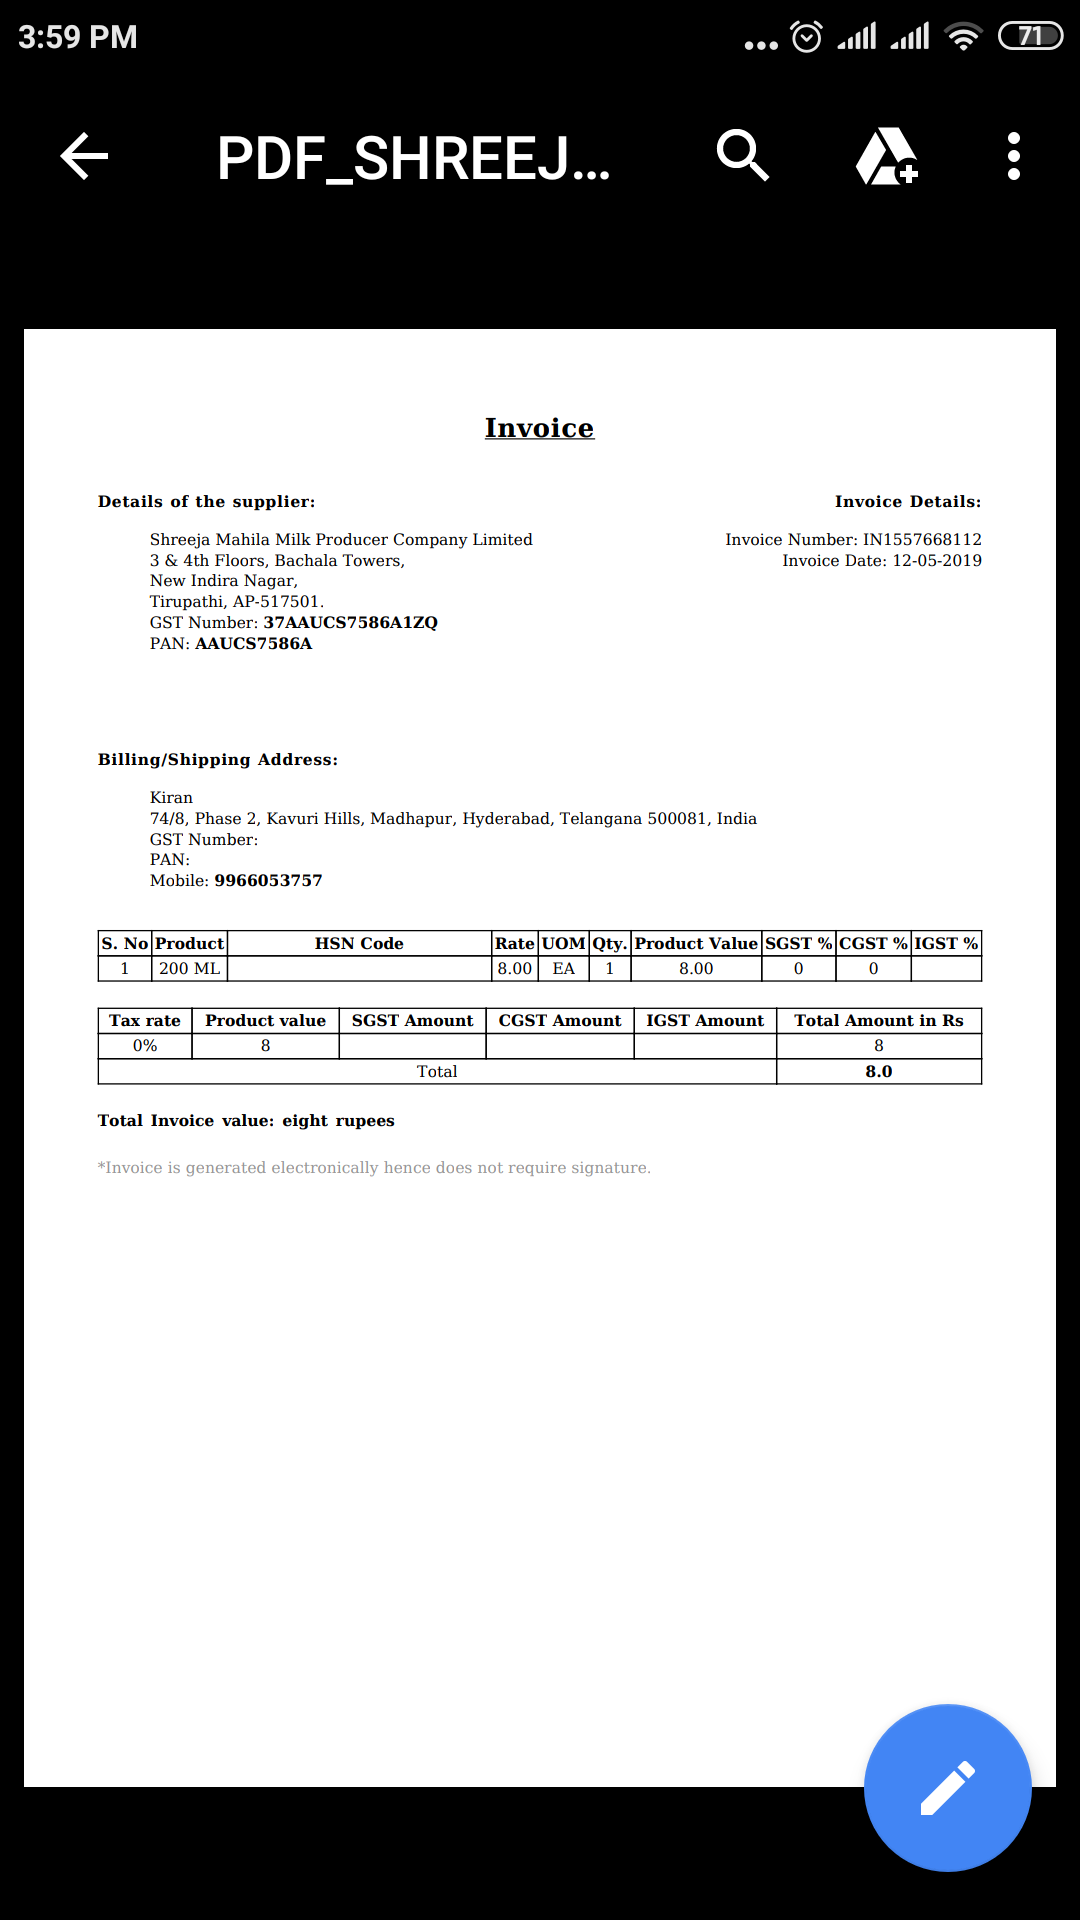 3:59 PM
71
PDF_SHREEJ...
Invoice
Details of the supplier:
Invoice Details:
Shreeja Mahila Milk Producer Company Limited
Invoice Number: IN1557668112
3 & 4th Floors, Bachala Towers,
Invoice Date: 12-05-2019
New Indira Nagar,
Tirupathi, AP-517501.
GST Number: 37AAUCS7586A1ZQ
PAN: AAUCS7586A
Billing/Shipping Address:
Kiran
74/8, Phase 2, Kavuri Hills, Madhapur, Hyderabad, Telangana 500081, India
GST Number:
PAN:
Mobile: 9966053757
S. No Product HSN Code Rate UOM Qty. Product Value SGST % CGST % IGST %
1 200 ML 8.00 EA 1 8.00 0 0
Tax rate Product value SGST Amount CGST Amount IGST Amount Total Amount in Rs
0% 8 8
Total 8.0
Total Invoice value: eight rupees
*Invoice is generated electronically hence does not require signature.